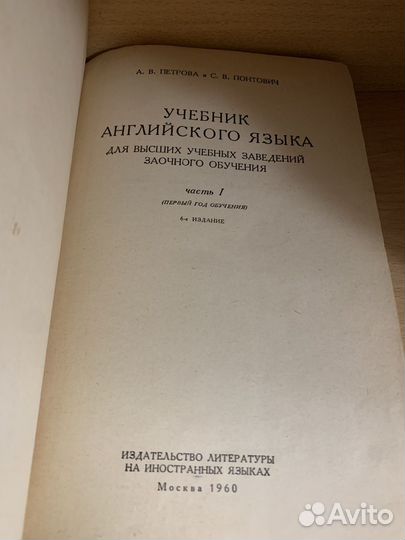 А. В. ПЕТРОВА и С. В. ПОНТОВИЧ
УЧЕБНИК
АНГЛИЙСКОГО ЯЗЫКА
ДЛЯ ВЫСШИХ УЧЕБНЫХ ЗАВЕДЕНИЙ
ЗАОЧНОГО ОБУЧЕНИЯ
часть I
(ПЕРВЫЙ ГОД ОБУЧЕНИЯ)
6-е ИЗДАНИЕ
ИЗДАТЕЛЬСТВО ЛИТЕРАТУРЫ
НА ИНОСТРАННЫХ ЯЗЫКАХ
Москва 1960
Avito